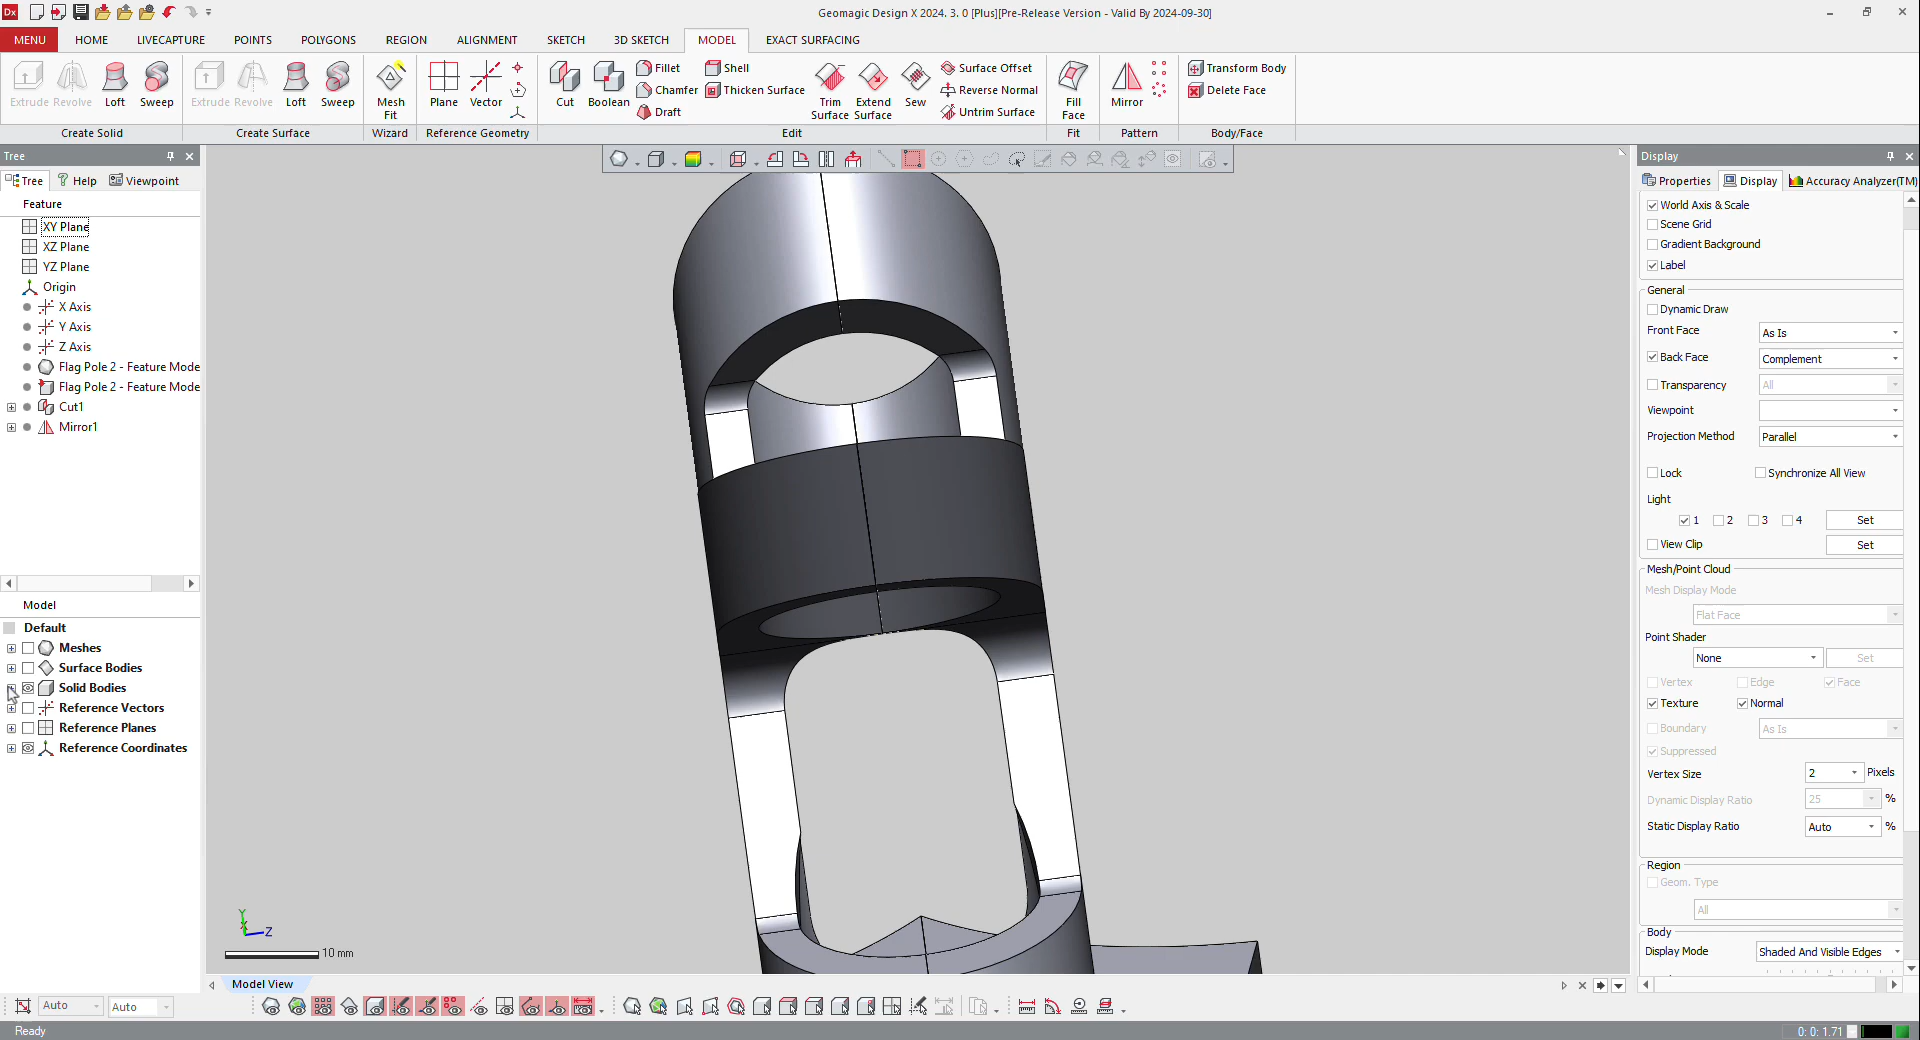 Dx
Geomagic Design X 2024. 3. 0 [Plus][Pre-Release Version - Valid By 2024-09-30]
MENU HOME LIVECAPTURE POINTS POLYGONS REGION ALIGNMENT SKETCH 3D SKETCH MODEL EXACT SURFACING
Extrude Revolve Loft Sweep
Create Solid
Extrude Revolve Loft Sweep
Create Surface
Mesh Fit
Wizard
Plane Vector
Reference Geometry
Cut Boolean
Fillet
Chamfer
Draft
Shell
Thicken Surface
Trim Surface
Extend Surface
Sew
Surface Offset
Reverse Normal
Untrim Surface
Edit
Fill Face
Fit
Mirror
Pattern
Transform Body
Delete Face
Body/Face
Tree
Tree Help Viewpoint
Feature
XY Plane
XZ Plane
YZ Plane
Origin
X Axis
Y Axis
Z Axis
Flag Pole 2 - Feature Mode
Flag Pole 2 - Feature Mode
Cut1
Mirror1
Model
Default
Meshes
Surface Bodies
Solid Bodies
Reference Vectors
Reference Planes
Reference Coordinates
Y
X
Z
10 mm
Model View
Display
Properties Display Accuracy Analyzer(TM)
World Axis & Scale
Scene Grid
Gradient Background
Label
General
Dynamic Draw
Front Face As Is
Back Face Complement
Transparency All
Viewpoint
Projection Method Parallel
Lock Synchronize All View
Light
1 2 3 4 Set
View Clip Set
Mesh/Point Cloud
Mesh Display Mode
Flat Face
Point Shader
None Set
Vertex Edge Face
Texture Normal
Boundary As Is
Suppressed
Vertex Size 2 Pixels
Dynamic Display Ratio 25 %
Static Display Ratio Auto %
Region
Geom. Type
All
Body
Display Mode Shaded And Visible Edges
Auto Auto
Ready
0: 0: 1.71